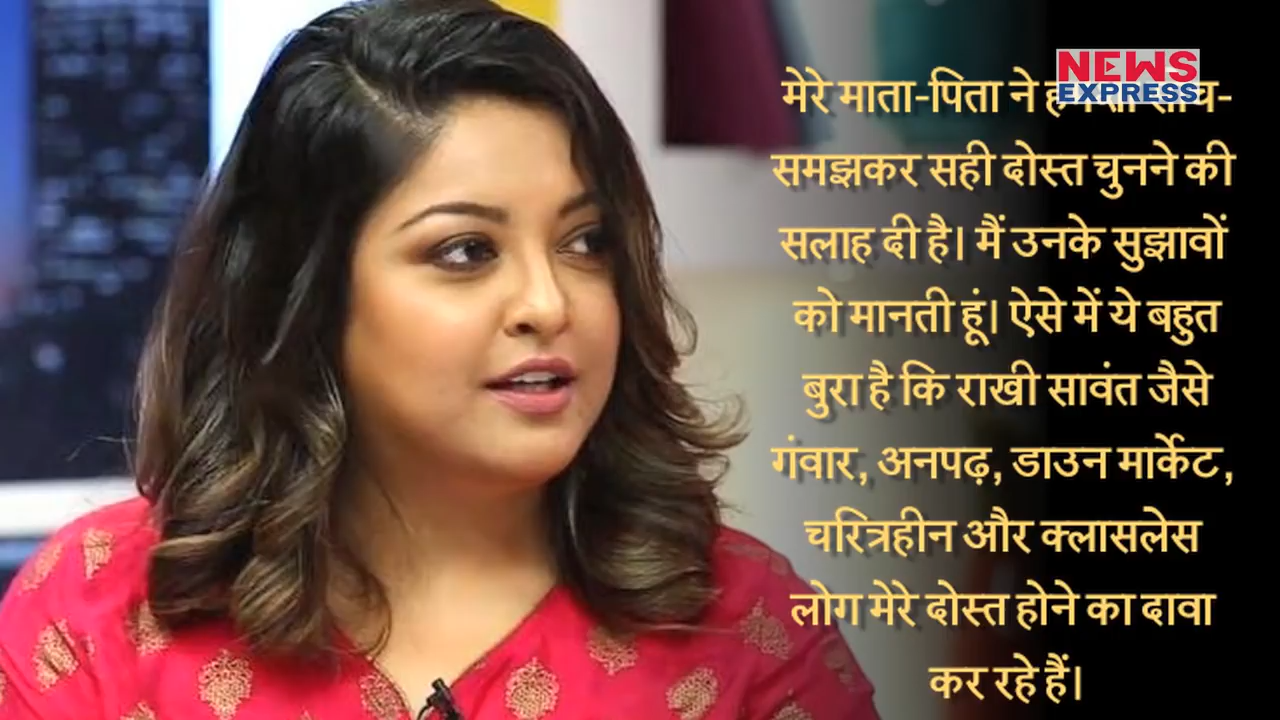 NEWS
EXPRESS
मेरे माता-पिता ने
समझकर सही दोस्त चुनने की
सलाह दी है। मैं उनके सुझावों
को मानती हूं। ऐसे में ये बहुत
बुरा है कि राखी सावंत जैसे
गंवार, अनपढ़, डाउन मार्केट,
चरित्रहीन और क्लासलेस
लोग मेरे दोस्त होने का दावा
कर रहे हैं।